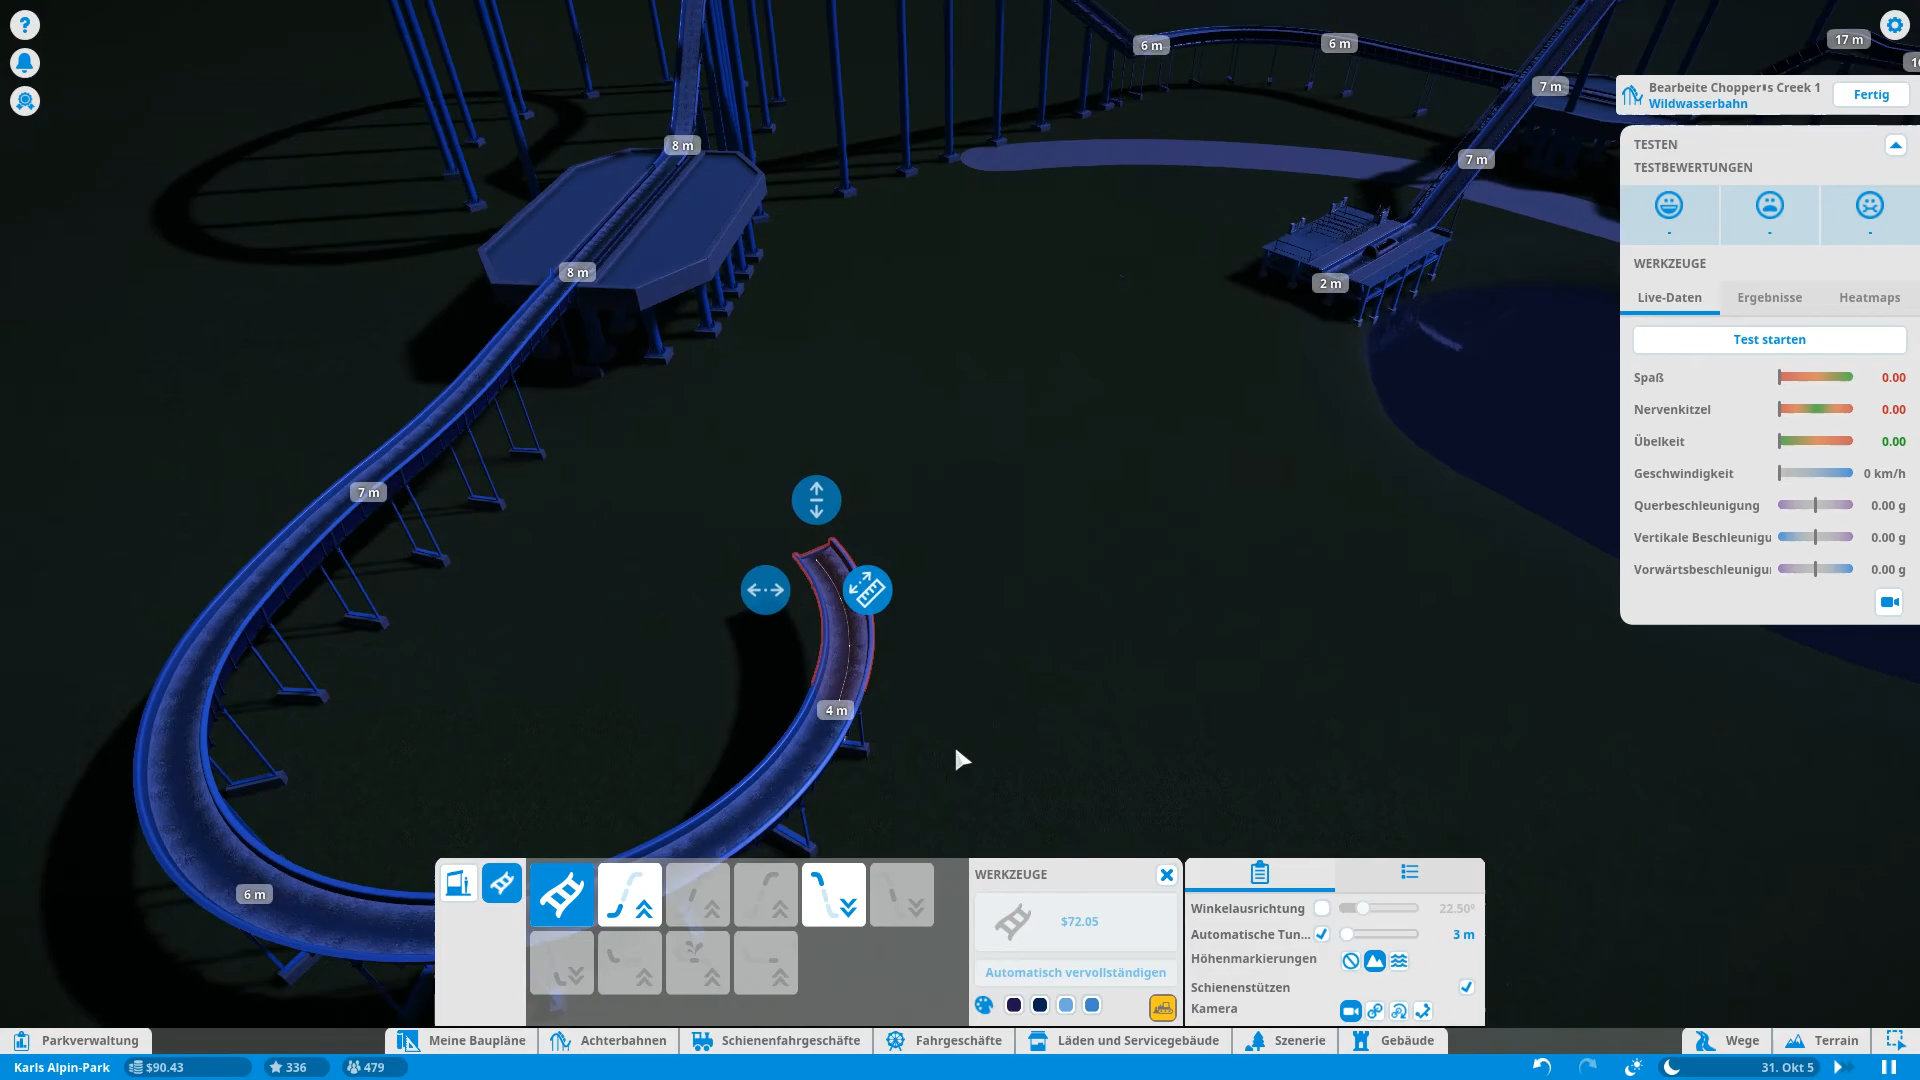 6 m
6 m
17 m
7 m
Bearbeite Chopper's Creek 1
Wildwasserbahn
Fertig
8 m
7 m
TESTEN
TESTBEWERTUNGEN
-
-
-
8 m
2 m
WERKZEUGE
Live-Daten
Ergebnisse
Heatmaps
Test starten
Spaß
0.00
Nervenkitzel
0.00
Übelkeit
0.00
Geschwindigkeit
0 km/h
Querbeschleunigung
0.00 g
Vertikale Beschleunigu
0.00 g
Vorwärtsbeschleunigu
0.00 g
7 m
4 m
6 m
WERKZEUGE
$72.05
Automatisch vervollständigen
Winkelausrichtung
22.50°
Automatische Tun...
3 m
Höhenmarkierungen
Schienenstützen
Kamera
Parkverwaltung
Meine Baupläne
Achterbahnen
Schienenfahrgeschäfte
Fahrgeschäfte
Läden und Servicegebäude
Szenerie
Gebäude
Wege
Terrain
Karls Alpin-Park
$90.43
336
479
31. Okt 5